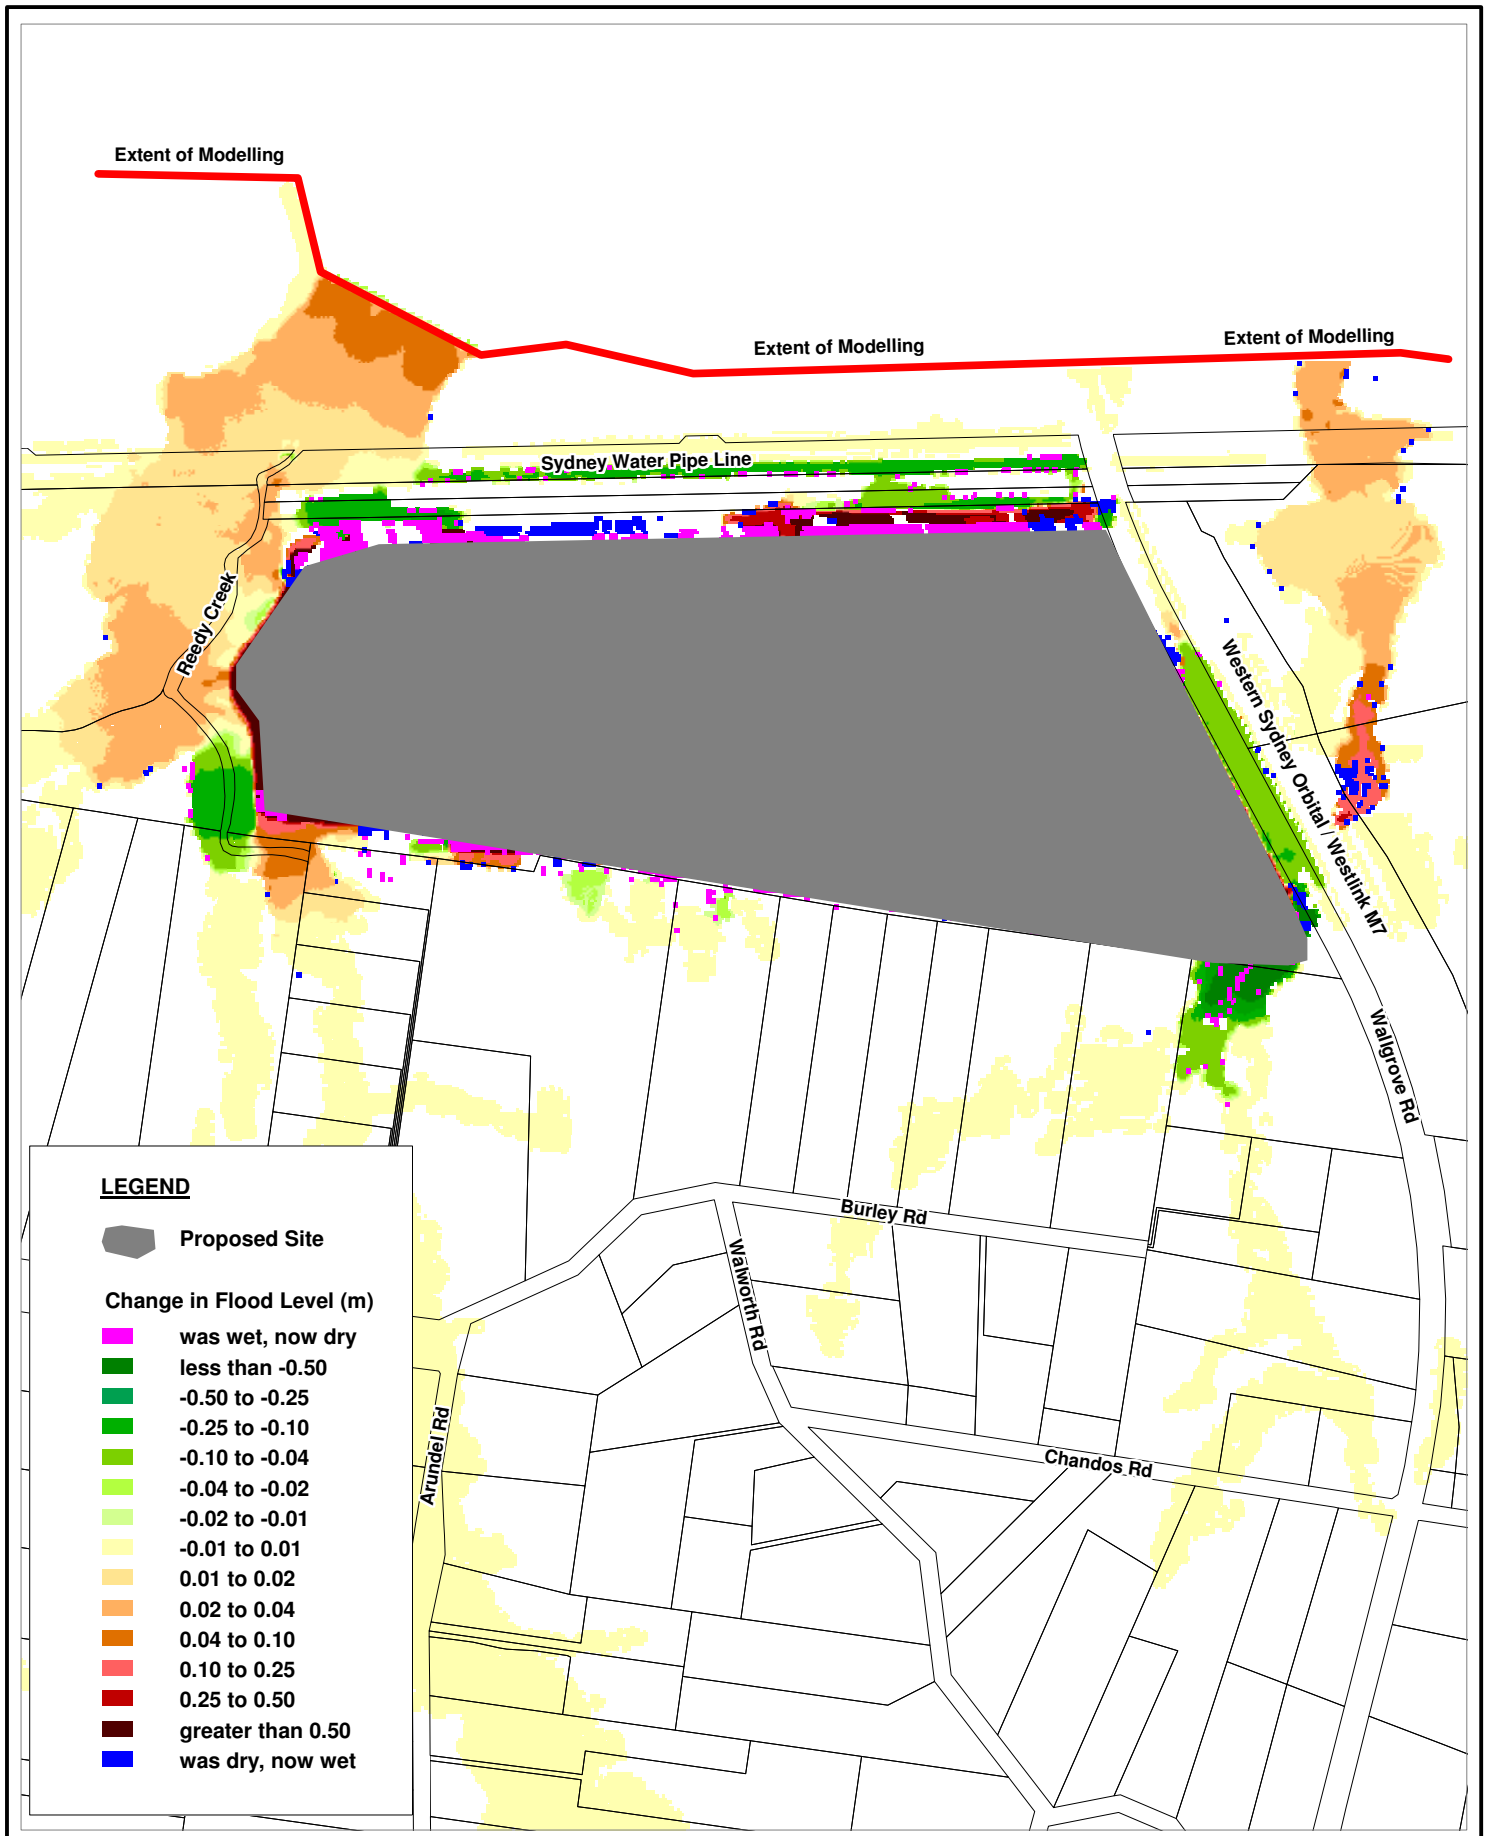 Extent of Modelling
Extent of Modelling
Extent of Modelling
Sydney Water Pipe Line
Reedy Creek
Western Sydney Orbital / Westlink M7
Wallgrove Rd
Burley Rd
Walworth Rd
Chandos Rd
Arundel Rd
LEGEND
Proposed Site
Change in Flood Level (m)
was wet, now dry
less than -0.50
-0.50 to -0.25
-0.25 to -0.10
-0.10 to -0.04
-0.04 to -0.02
-0.02 to -0.01
-0.01 to 0.01
0.01 to 0.02
0.02 to 0.04
0.04 to 0.10
0.10 to 0.25
0.25 to 0.50
greater than 0.50
was dry, now wet